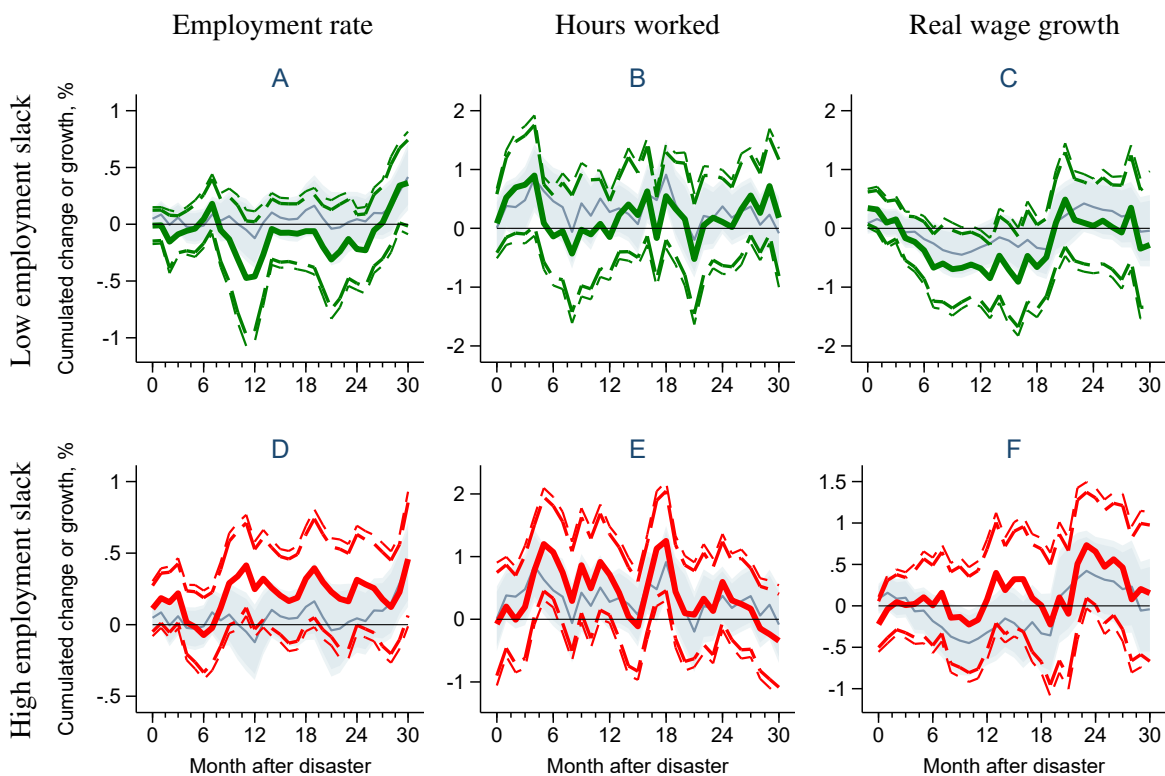 Employment rate
Hours worked
Real wage growth
Low employment slack
Cumulated change or growth, %
A
1
.5
0
-.5
-1
0 6 12 18 24 30
B
2
1
0
-1
-2
0 6 12 18 24 30
C
2
1
0
-1
-2
0 6 12 18 24 30
High employment slack
Cumulated change or growth, %
D
1
.5
0
-.5
0 6 12 18 24 30
Month after disaster
E
2
1
0
-1
0 6 12 18 24 30
Month after disaster
F
1.5
1
.5
0
-.5
-1
0 6 12 18 24 30
Month after disaster